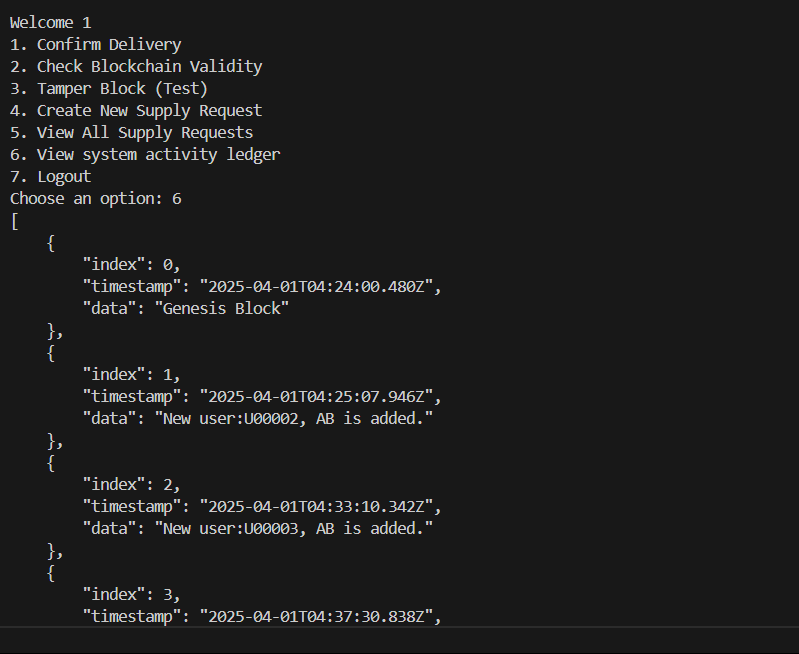 Welcome 1
1. Confirm Delivery
2. Check Blockchain Validity
3. Tamper Block (Test)
4. Create New Supply Request
5. View All Supply Requests
6. View system activity ledger
7. Logout
Choose an option: 6
[
    {
        "index": 0,
        "timestamp": "2025-04-01T04:24:00.480Z",
        "data": "Genesis Block"
    },
    {
        "index": 1,
        "timestamp": "2025-04-01T04:25:07.946Z",
        "data": "New user:U00002, AB is added."
    },
    {
        "index": 2,
        "timestamp": "2025-04-01T04:33:10.342Z",
        "data": "New user:U00003, AB is added."
    },
    {
        "index": 3,
        "timestamp": "2025-04-01T04:37:30.838Z",